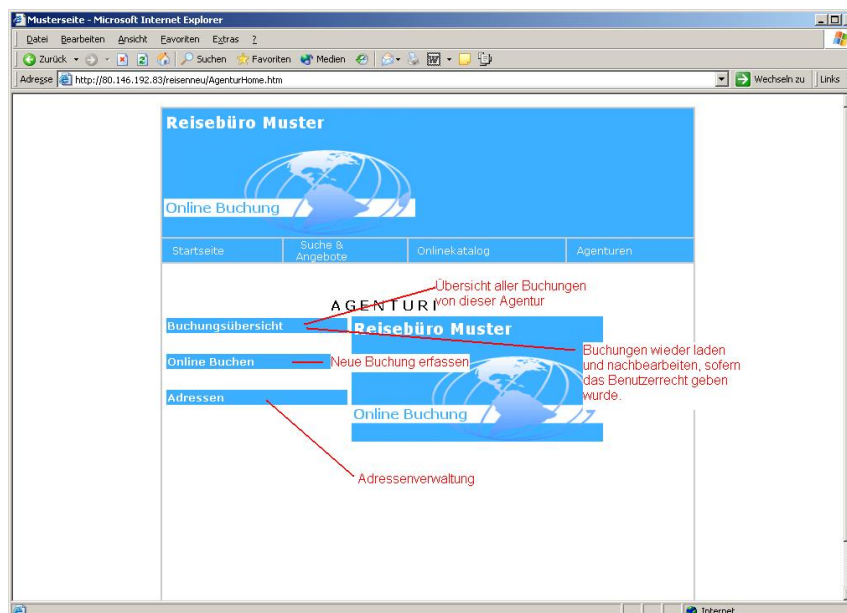 Musterseite - Microsoft Internet Explorer
Datei Bearbeiten Ansicht Favoriten Extras ?
Zurück Suchen Favoriten Medien
Adresse http://80.146.192.83/reisenneu/AgenturHome.htm Wechseln zu Links
Reisebüro Muster
Online Buchung
Startseite Suche & Angebote Onlinekatalog Agenturen
Übersicht aller Buchungen
von dieser Agentur
AGENTURI
Buchungsübersicht
Reisebüro Muster
Buchungen wieder laden
und nachbearbeiten, sofern
das Benutzerrecht geben
wurde.
Online Buchen
Neue Buchung erfassen
Adressen
Online Buchung
Adressenverwaltung
Internet